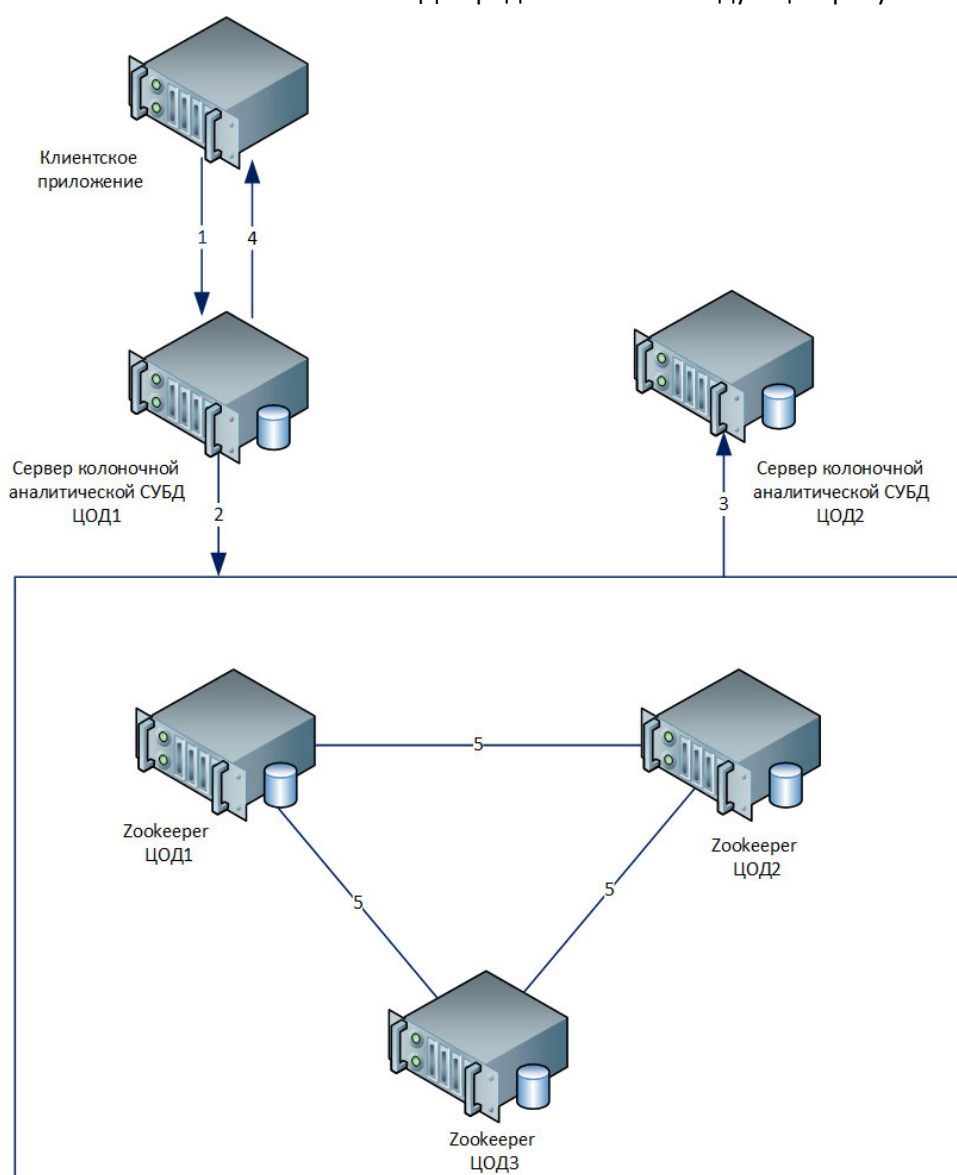 Клиентское
приложение
1
4
Сервер колоночной
аналитической СУБД
ЦОД1
Сервер колоночной
аналитической СУБД
ЦОД2
2
3
5
Zookeeper
ЦОД1
Zookeeper
ЦОД2
5
5
Zookeeper
ЦОД3